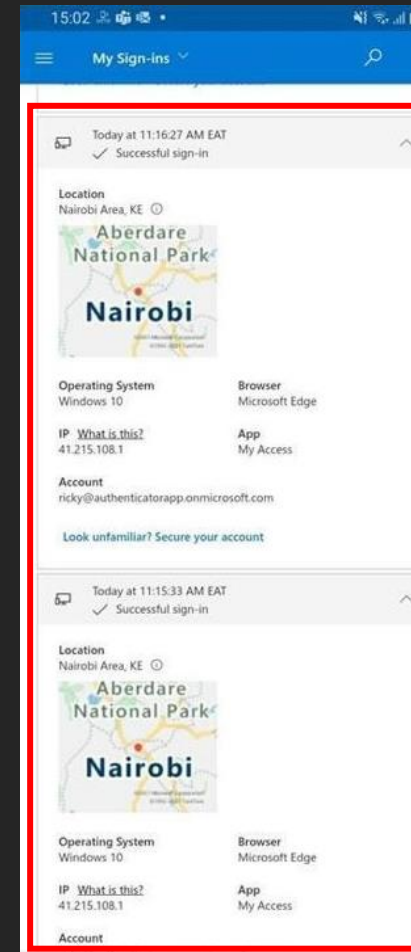 15:02
My Sign-ins
Today at 11:16:27 AM EAT
Successful sign-in
Location
Nairobi Area, KE
Aberdare
National Park
Nairobi
Operating System
Windows 10
Browser
Microsoft Edge
IP What is this?
41.215.108.1
App
My Access
Account
ricky@authenticatorapp.onmicrosoft.com
Look unfamiliar? Secure your account
Today at 11:15:33 AM EAT
Successful sign-in
Location
Nairobi Area, KE
Aberdare
National Park
Nairobi
Operating System
Windows 10
Browser
Microsoft Edge
IP What is this?
41.215.108.1
App
My Access
Account